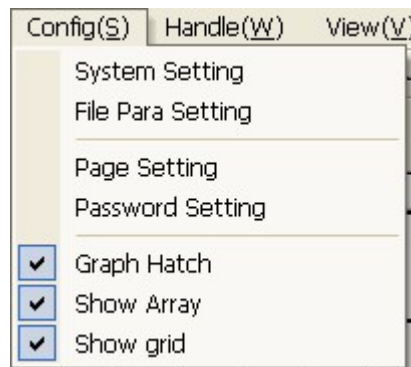 Config(S) Handle(W) View(V)
System Setting
File Para Setting
Page Setting
Password Setting
Graph Hatch
Show Array
Show grid